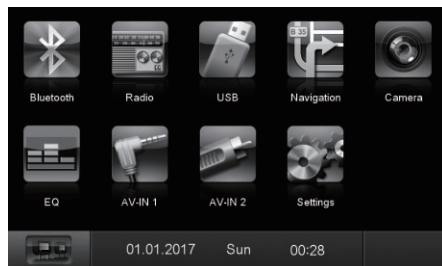 B 35
Bluetooth Radio USB Navigation Camera
EQ AV-IN 1 AV-IN 2 Settings
01.01.2017 Sun 00:28